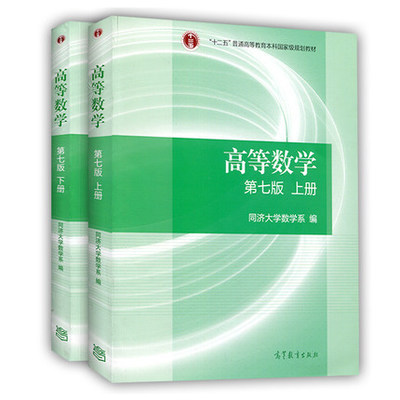 "十二五"普通高等教育本科国家级规划教材
高等数学
第七版 上册
同济大学数学系 编
高等教育出版社
高等数学
第七版 上册
同济大学数学系 编
高等数学
第七版 下册
同济大学数学系 编